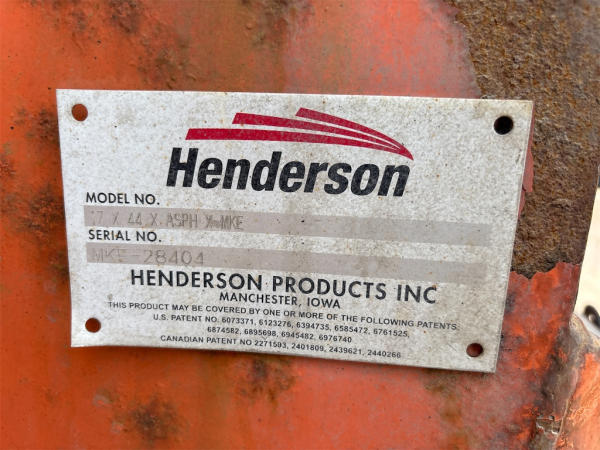 Henderson
MODEL NO.
17 X 44 X ASPH X MKE
SERIAL NO.
MKE-28404
HENDERSON PRODUCTS INC
MANCHESTER, IOWA
THIS PRODUCT MAY BE COVERED BY ONE OR MORE OF THE FOLLOWING PATENTS:
U.S. PATENT NO. 6073371, 6123276, 6394735, 6585472, 6761525,
6874582, 6895698, 6945482, 6976740
CANADIAN PATENT NO 2271593, 2401809, 2439621, 2440266